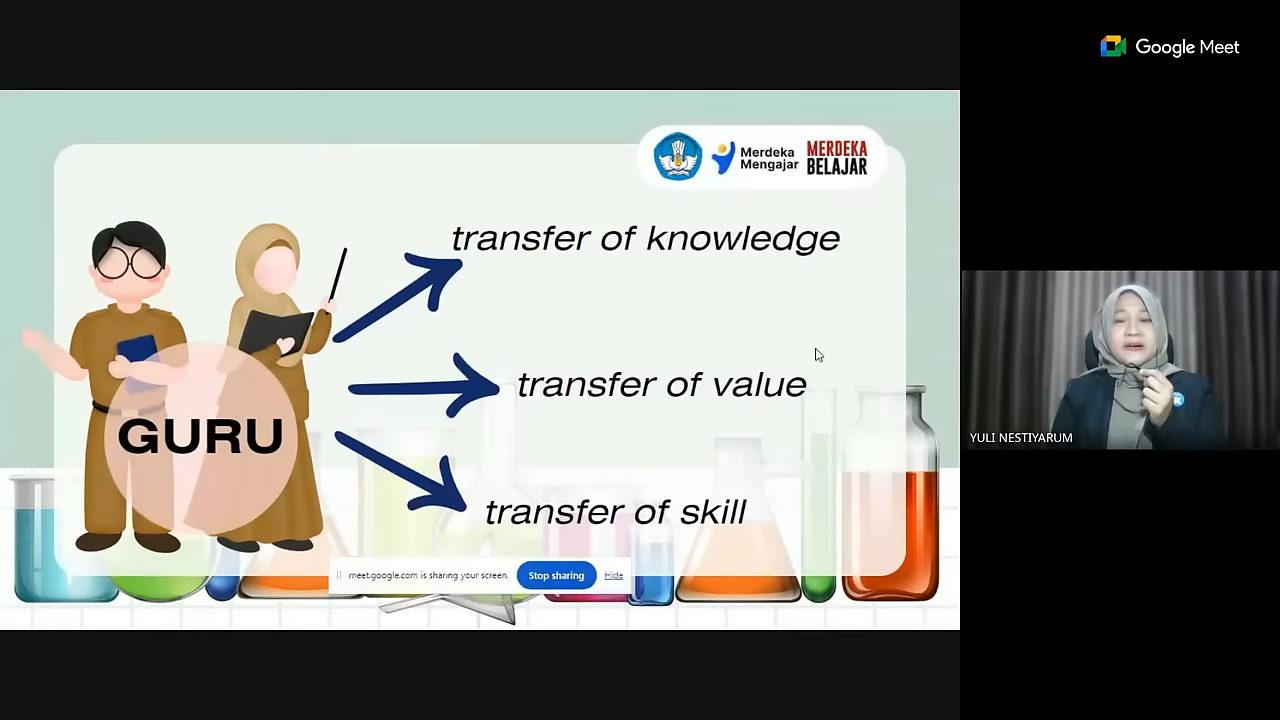 Google Meet
Merdeka
Mengajar
MERDEKA
BELAJAR
transfer of knowledge
transfer of value
GURU
transfer of skill
meet.google.com is sharing your screen.
Stop sharing
Hide
YULI NESTIYARUM